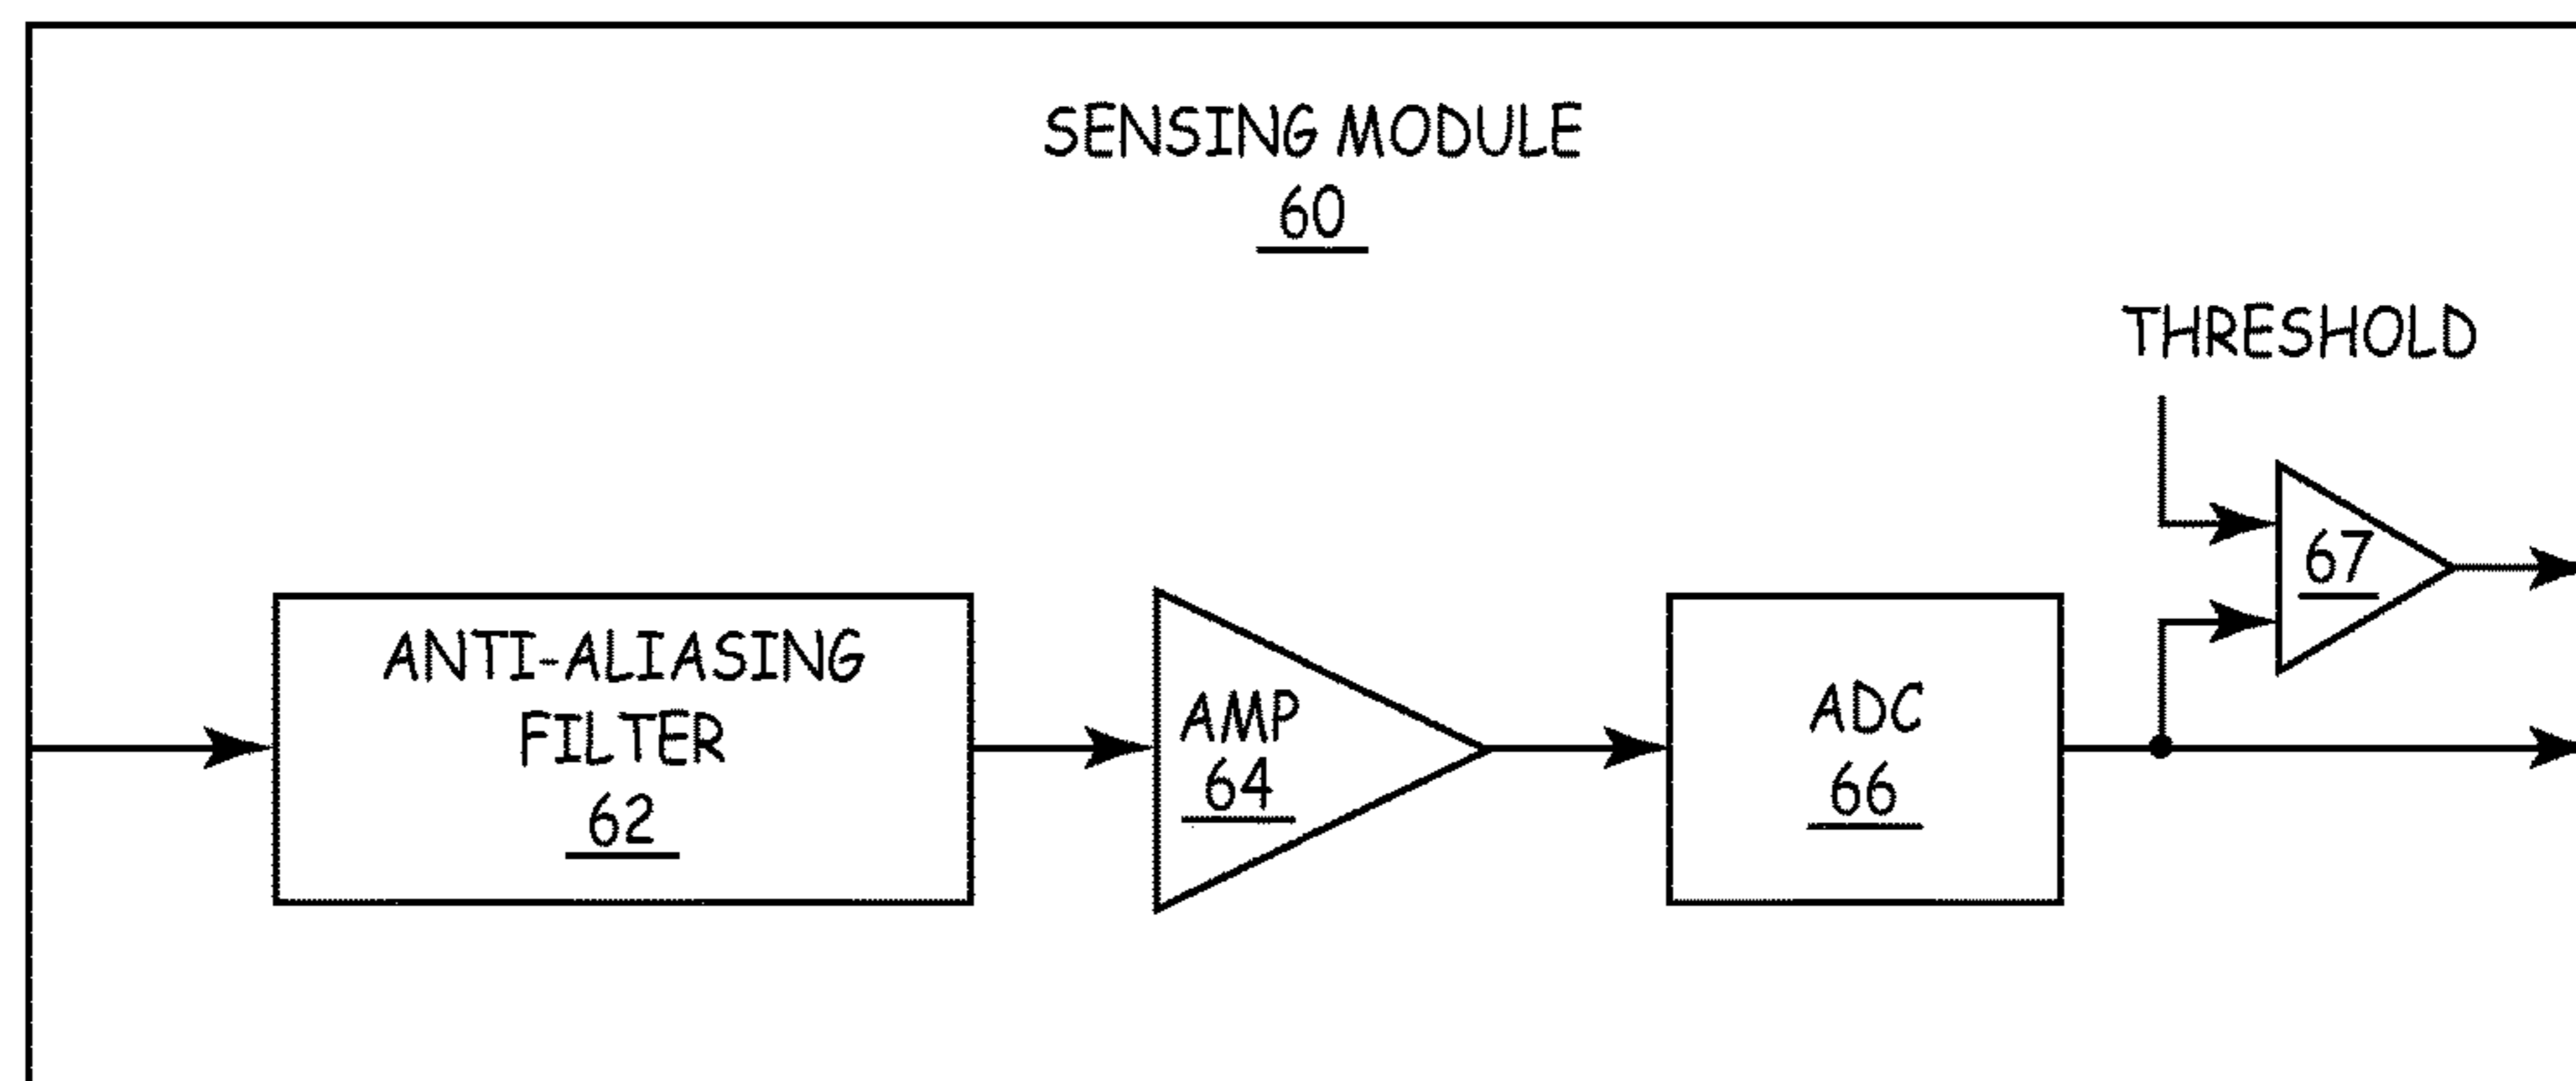 SENSING MODULE
60
THRESHOLD
67
ANTI-ALIASING
FILTER
62
AMP
64
ADC
66